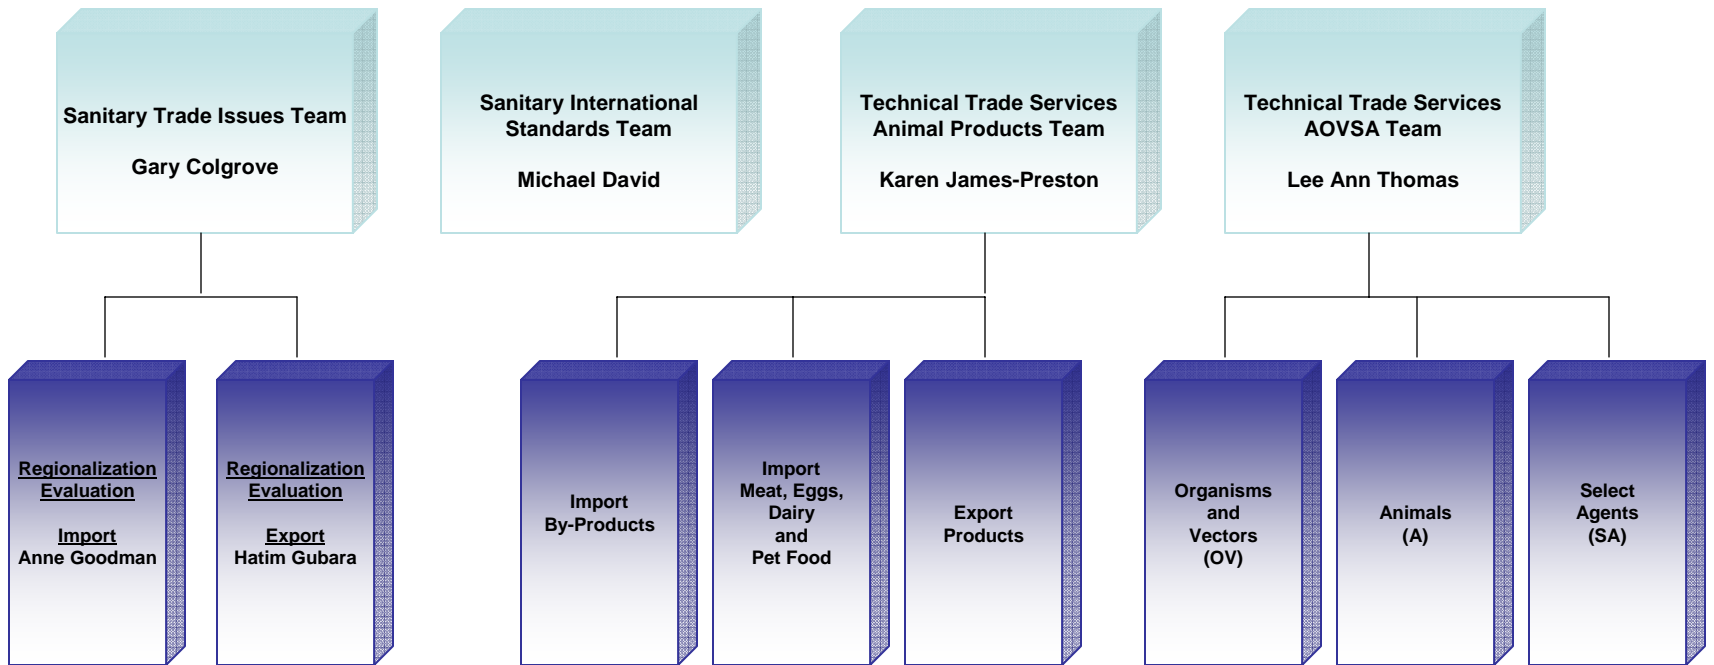 Sanitary Trade Issues Team
Gary Colgrove
Sanitary International
Standards Team
Michael David
Technical Trade Services
Animal Products Team
Karen James-Preston
Technical Trade Services
AOVSA Team
Lee Ann Thomas
Regionalization
Evaluation
Import
Anne Goodman
Regionalization
Evaluation
Export
Hatim Gubara
Import
By-Products
Import
Meat, Eggs,
Dairy
and
Pet Food
Export
Products
Organisms
and
Vectors
(OV)
Animals
(A)
Select
Agents
(SA)